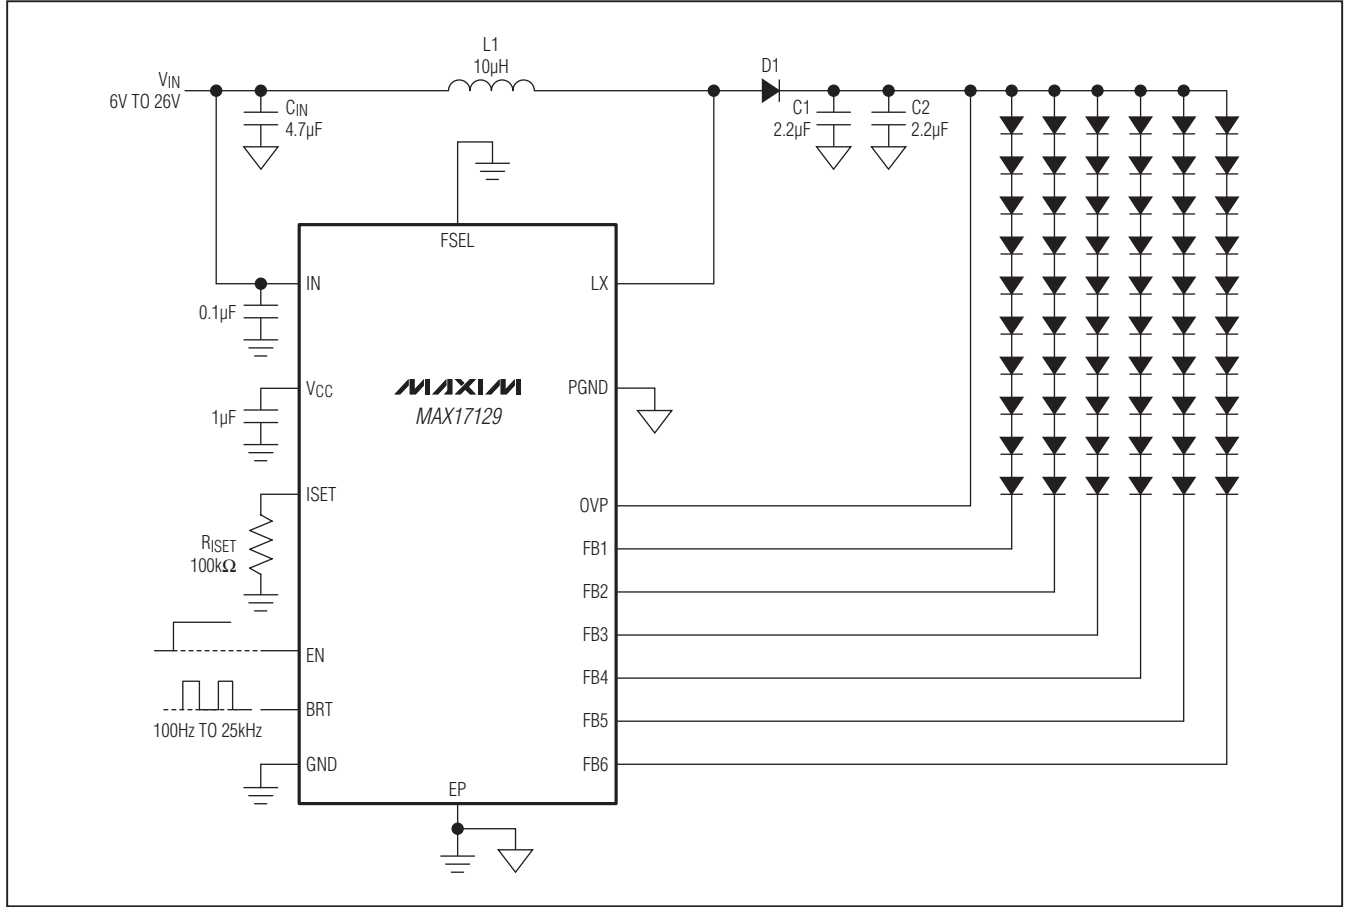 L1
10µH
D1
VIN
6V TO 26V
CIN
4.7µF
C1
2.2µF
C2
2.2µF
FSEL
IN
LX
0.1µF
VCC
1µF
MAXIM
MAX17129
PGND
ISET
RISET
100kΩ
OVP
FB1
FB2
FB3
EN
FB4
BRT
100Hz TO 25kHz
FB5
GND
FB6
EP